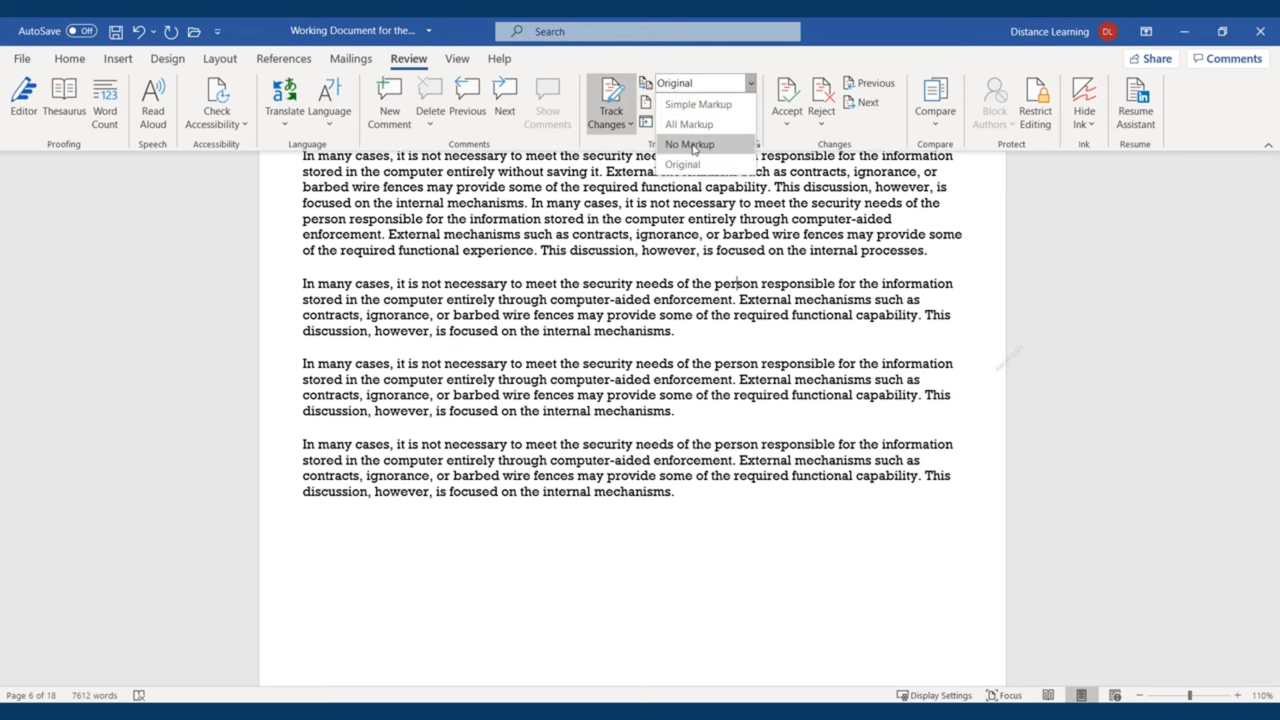 AutoSave Off Working Document for the... Search Distance Learning DL
File Home Insert Design Layout References Mailings Review View Help Share Comments
Editor Thesaurus Word Count
Read Aloud
Check Accessibility
Translate Language
New Comment Delete Previous Next Show Comments
Track Changes
Original
Simple Markup
All Markup
No Markup
Original
Accept Reject Previous
Next
Compare
Block Authors Restrict Editing
Hide Ink
Resume Assistant
Proofing Speech Accessibility Language Comments Changes Compare Protect Ink Resume
In many cases, it is not necessary to meet the security responsible for the information
stored in the computer entirely without saving it. such as contracts, ignorance, or
barbed wire fences may provide some of the required functional capability. This discussion, however, is
focused on the internal mechanisms. In many cases, it is not necessary to meet the security needs of the
person responsible for the information stored in the computer entirely through computer-aided
enforcement. External mechanisms such as contracts, ignorance, or barbed wire fences may provide some
of the required functional experience. This discussion, however, is focused on the internal processes.
In many cases, it is not necessary to meet the security needs of the person responsible for the information
stored in the computer entirely through computer-aided enforcement. External mechanisms such as
contracts, ignorance, or barbed wire fences may provide some of the required functional capability. This
discussion, however, is focused on the internal mechanisms.
In many cases, it is not necessary to meet the security needs of the person responsible for the information
stored in the computer entirely through computer-aided enforcement. External mechanisms such as
contracts, ignorance, or barbed wire fences may provide some of the required functional capability. This
discussion, however, is focused on the internal mechanisms.
In many cases, it is not necessary to meet the security needs of the person responsible for the information
stored in the computer entirely through computer-aided enforcement. External mechanisms such as
contracts, ignorance, or barbed wire fences may provide some of the required functional capability. This
discussion, however, is focused on the internal mechanisms.
Page 6 of 18 7612 words Display Settings Focus 110%